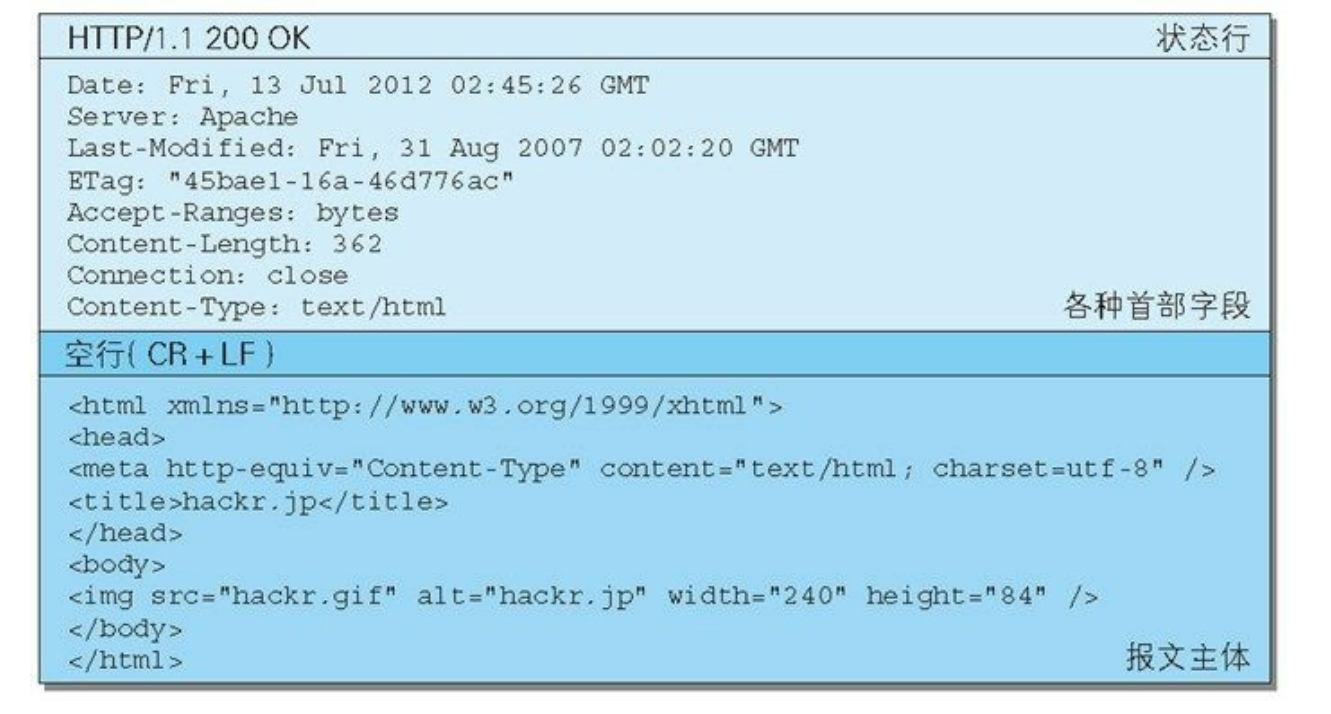 HTTP/1.1 200 OK 状态行
Date: Fri, 13 Jul 2012 02:45:26 GMT
Server: Apache
Last-Modified: Fri, 31 Aug 2007 02:02:20 GMT
ETag: "45bae1-16a-46d776ac"
Accept-Ranges: bytes
Content-Length: 362
Connection: close
Content-Type: text/html 各种首部字段
空行( CR + LF )
<html xmlns="http://www.w3.org/1999/xhtml">
<head>
<meta http-equiv="Content-Type" content="text/html; charset=utf-8" />
<title>hackr.jp</title>
</head>
<body>
<img src="hackr.gif" alt="hackr.jp" width="240" height="84" />
</body>
</html> 报文主体